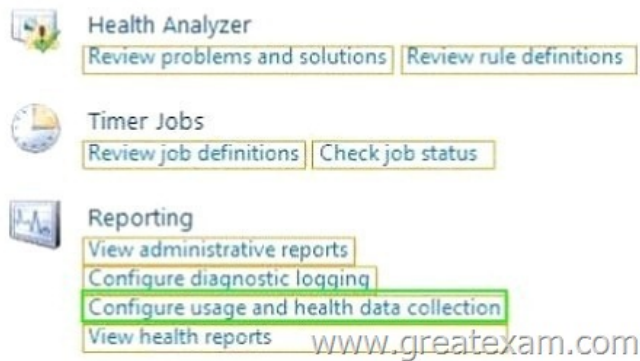 Health Analyzer
Review problems and solutions Review rule definitions
Timer Jobs
Review job definitions Check job status
Reporting
View administrative reports
Configure diagnostic logging
Configure usage and health data collection
View health reports
www.greatexam.com